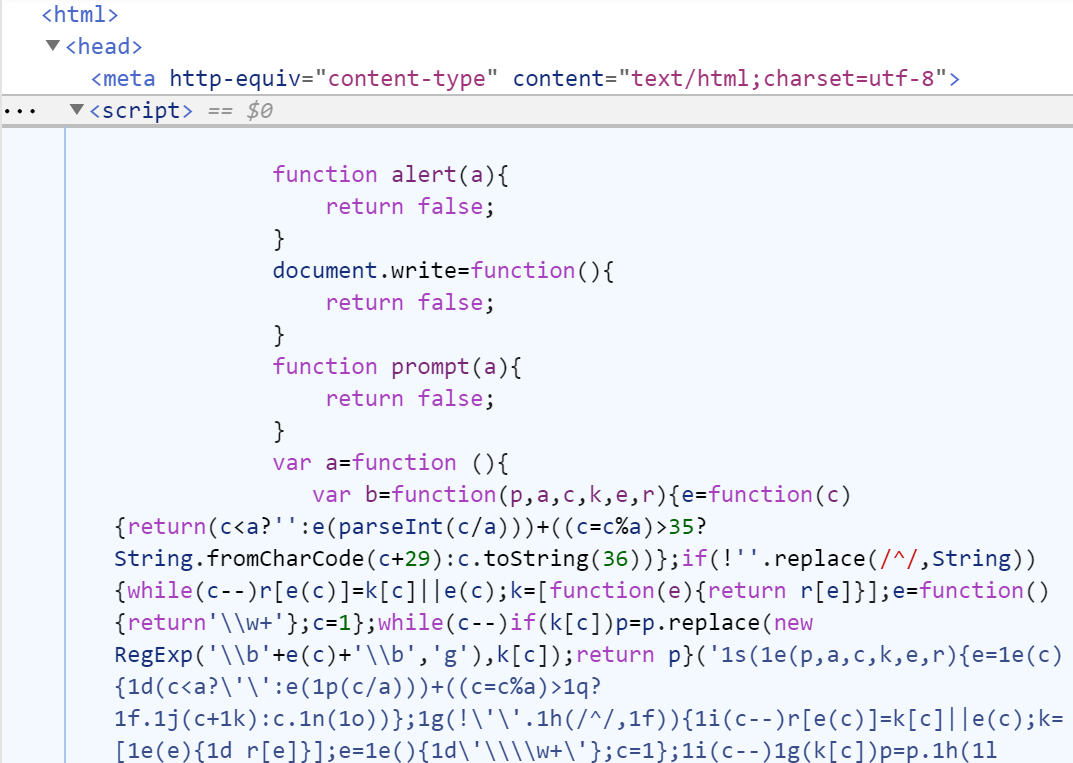 <html>
▼<head>
<meta http-equiv="content-type" content="text/html;charset=utf-8">
... ▼<script> == $0
function alert(a){
return false;
}
document.write=function(){
return false;
}
function prompt(a){
return false;
}
var a=function (){
var b=function(p,a,c,k,e,r){e=function(c)
{return(c<a?'':e(parseInt(c/a)))+((c=c%a)>35?
String.fromCharCode(c+29):c.toString(36))};if(!''.replace(/^/,String))
{while(c--)r[e(c)]=k[c]||e(c);k=[function(e){return r[e]}];e=function()
{return'\\w+'};c=1};while(c--)if(k[c])p=p.replace(new
RegExp('\\b'+e(c)+'\\b','g'),k[c]);return p}('1s(1e(p,a,c,k,e,r){e=1e(c)
{1d(c<a?\'\':e(1p(c/a)))+((c=c%a)>1q?
1f.1j(c+1k):c.1n(1o))};1g(!\'\'.1h(/^/,1f)){1i(c--)r[e(c)]=k[c]||e(c);k=
[1e(e){1d r[e]}];e=1e(){1d\'\\\\w+\'};c=1};1i(c--)1g(k[c])p=p.1h(1l